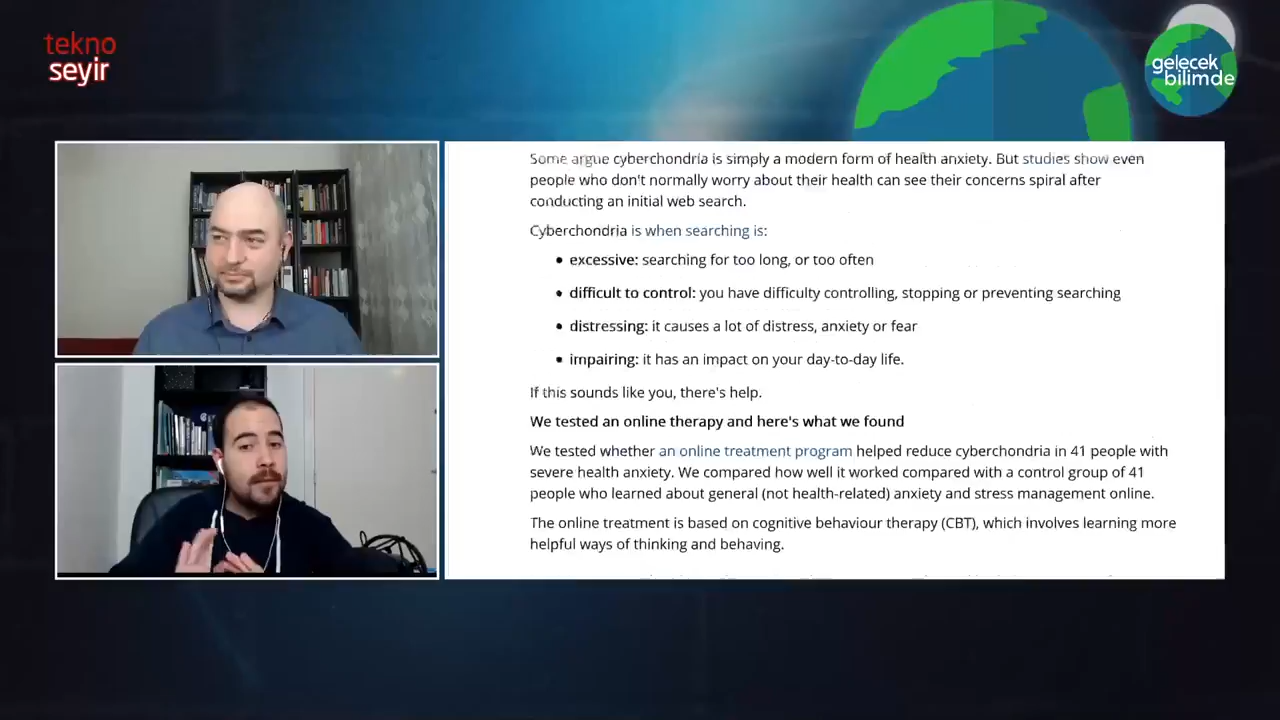 tekno
seyir
gelecek
bilimde
Some argue cyberchondria is simply a modern form of health anxiety. But studies show even
people who don't normally worry about their health can see their concerns spiral after
conducting an initial web search.
Cyberchondria is when searching is:
• excessive: searching for too long, or too often
• difficult to control: you have difficulty controlling, stopping or preventing searching
• distressing: it causes a lot of distress, anxiety or fear
• impairing: it has an impact on your day-to-day life.
If this sounds like you, there's help.
We tested an online therapy and here's what we found
We tested whether an online treatment program helped reduce cyberchondria in 41 people with
severe health anxiety. We compared how well it worked compared with a control group of 41
people who learned about general (not health-related) anxiety and stress management online.
The online treatment is based on cognitive behaviour therapy (CBT), which involves learning more
helpful ways of thinking and behaving.